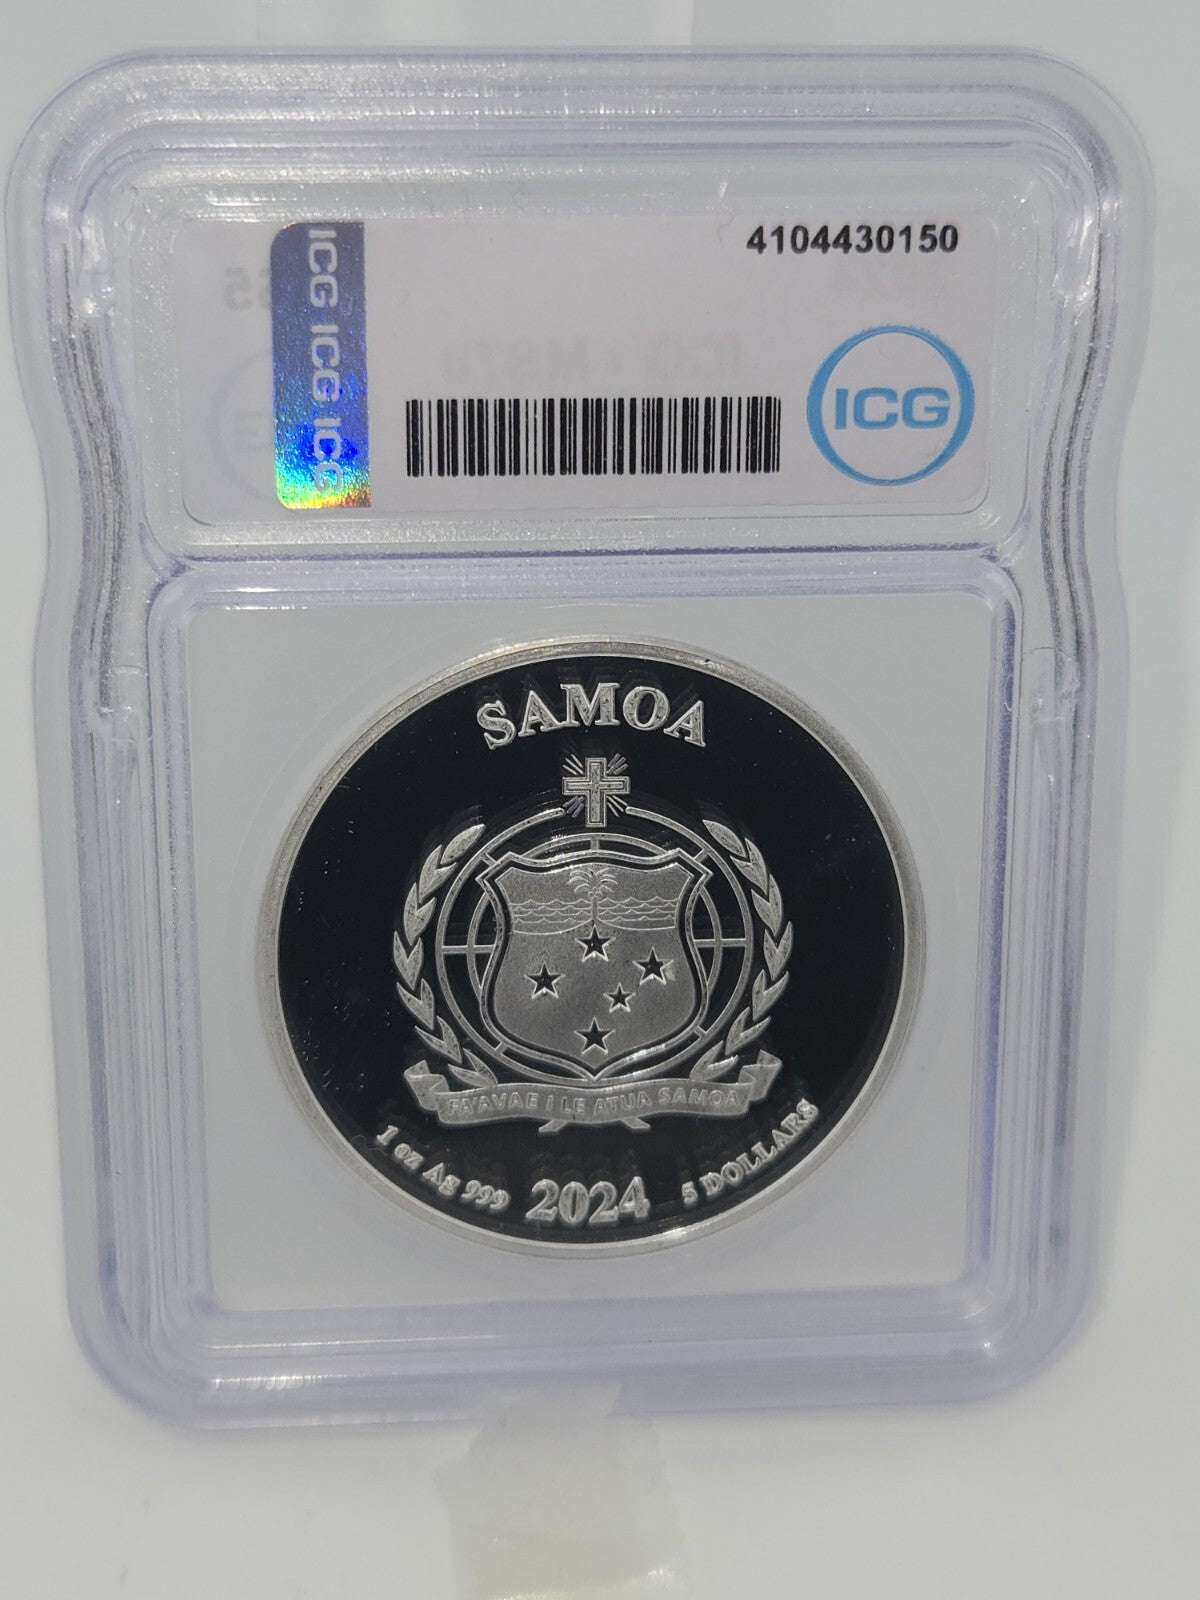 4104430150
ICG ICG ICG
ICG
SAMOA
FA'AVAE I LE ATUA SAMOA
1 oz Ag 999 2024 5 DOLLARS